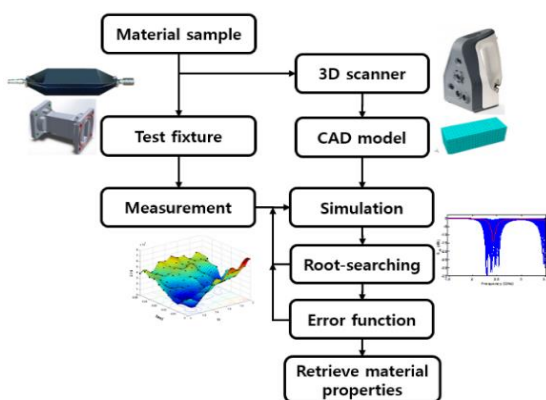 Material sample
3D scanner
Test fixture
CAD model
Measurement
Simulation
Root-searching
Error function
Retrieve material
properties
Frequency (GHz)